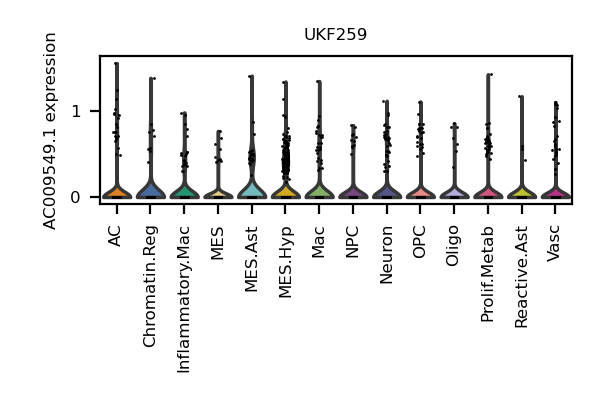 UKF259
AC009549.1 expression
1
0
AC
Chromatin.Reg
Inflammatory.Mac
MES
MES.Ast
MES.Hyp
Mac
NPC
Neuron
OPC
Oligo
Prolif.Metab
Reactive.Ast
Vasc